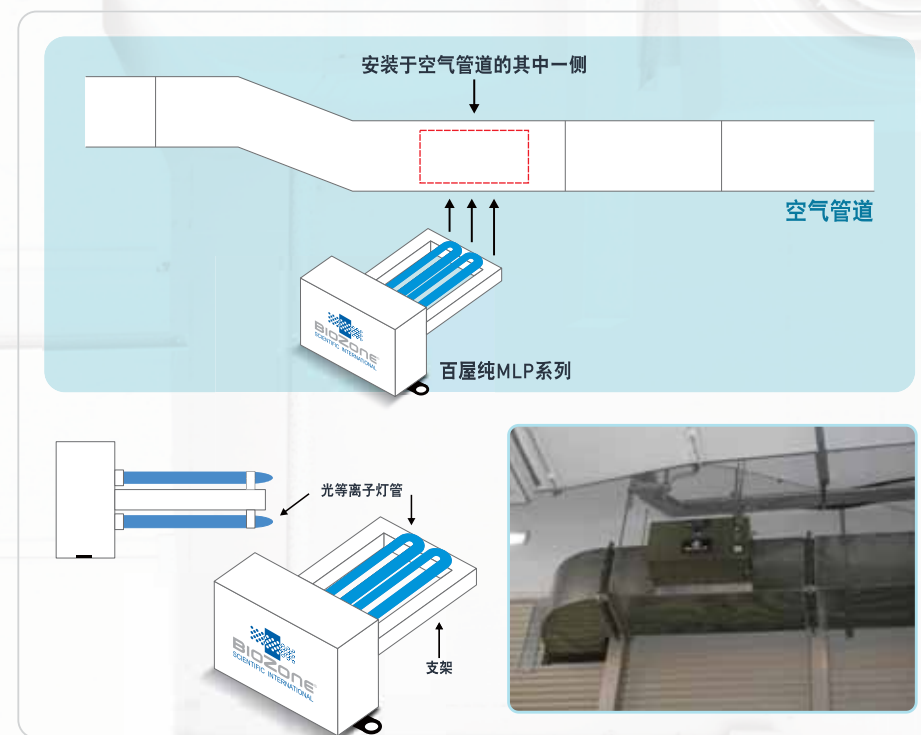 安装于空气管道的其中一侧
空气管道
BIOZONE
SCIENTIFIC INTERNATIONAL
百屋纯MLP系列
光等离子灯管
BIOZONE
SCIENTIFIC INTERNATIONAL
支架